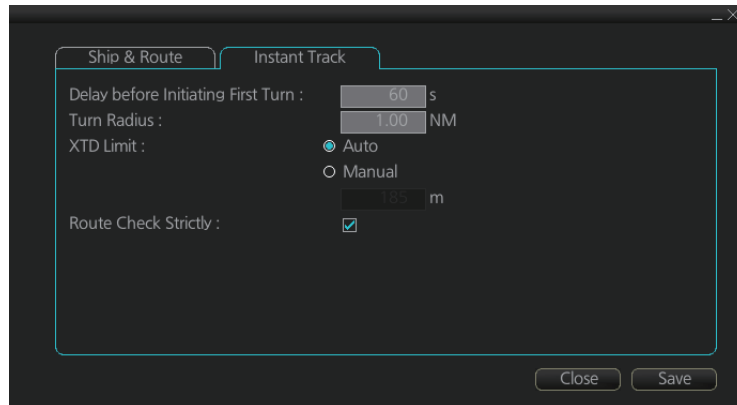 Ship & Route Instant Track
Delay before Initiating First Turn : 60 s
Turn Radius : 1.00 NM
XTD Limit : Auto
Manual
185 m
Route Check Strictly :
Close Save